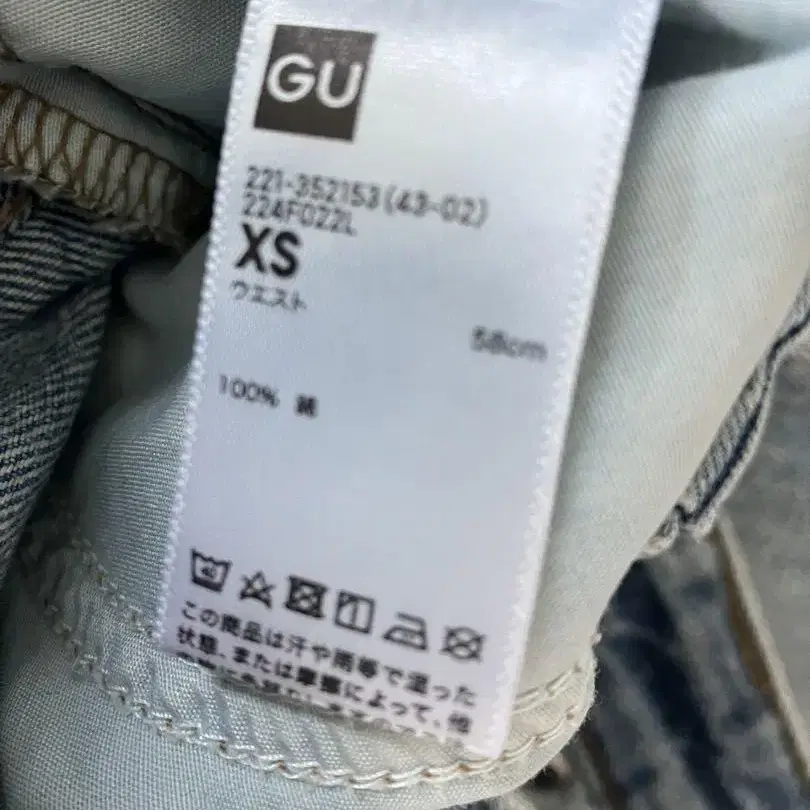 GU
221-352153(43-02)
224F022L
XS
ウエスト
58cm
100% 綿
40
この商品は汗や雨等で湿った
状態、または摩擦によって、他